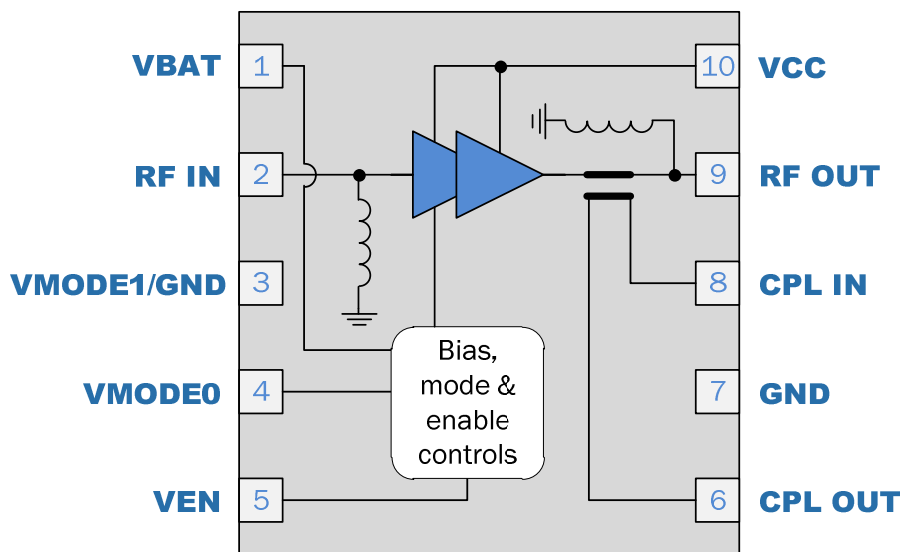 VBAT 1
10 VCC
RF IN 2
9 RF OUT
VMODE1/GND 3
8 CPL IN
Bias,
mode &
enable
controls
VMODE0 4
7 GND
VEN 5
6 CPL OUT